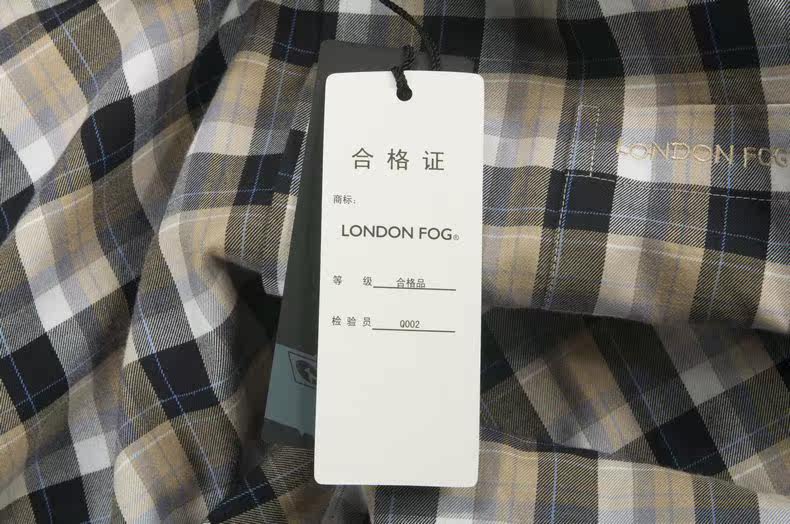 合格证
商标:
LONDON FOG®
等 级 合格品
检 验 员 Q002
LONDON FOG